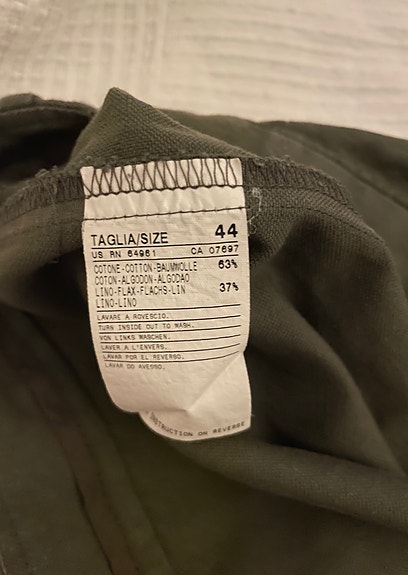 TAGLIA/SIZE 44
US RN 64961 CA 07697
COTONE-COTTON-BAUMWOLLE 63%
COTON-ALGODON-ALGODAO
LINO-FLAX-FLACHS-LIN 37%
LINO-LINO
LAVARE A ROVESCIO.
TURN INSIDE OUT TO WASH.
VON LINKS WASCHEN.
LAVER A L'ENVERS.
LAVAR POR EL REVERSO.
LAVAR DO AVESSO.
INSTRUCTION ON REVERSE